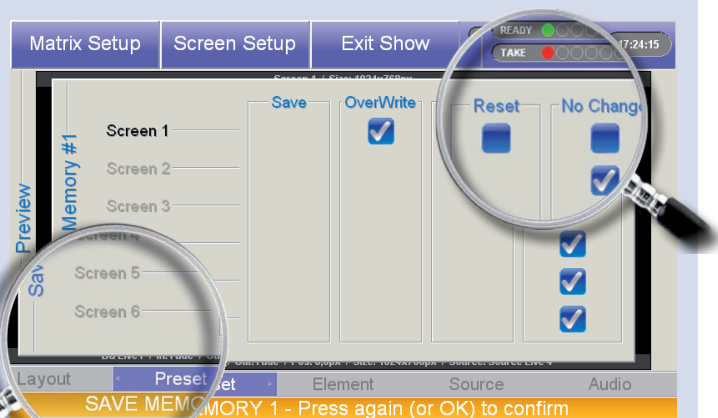 Matrix Setup
Screen Setup
Exit Show
READY
TAKE
17:24:15
Screen 1 | Size: 1024x768px
Preview
Memory #1
Save
OverWrite
Reset
No Change
Screen 1
Screen 2
Screen 3
Screen 4
Screen 5
Screen 6
Layout
< Preset >
Element
Source
Audio
SAVE MEMORY 1 - Press again (or OK) to confirm